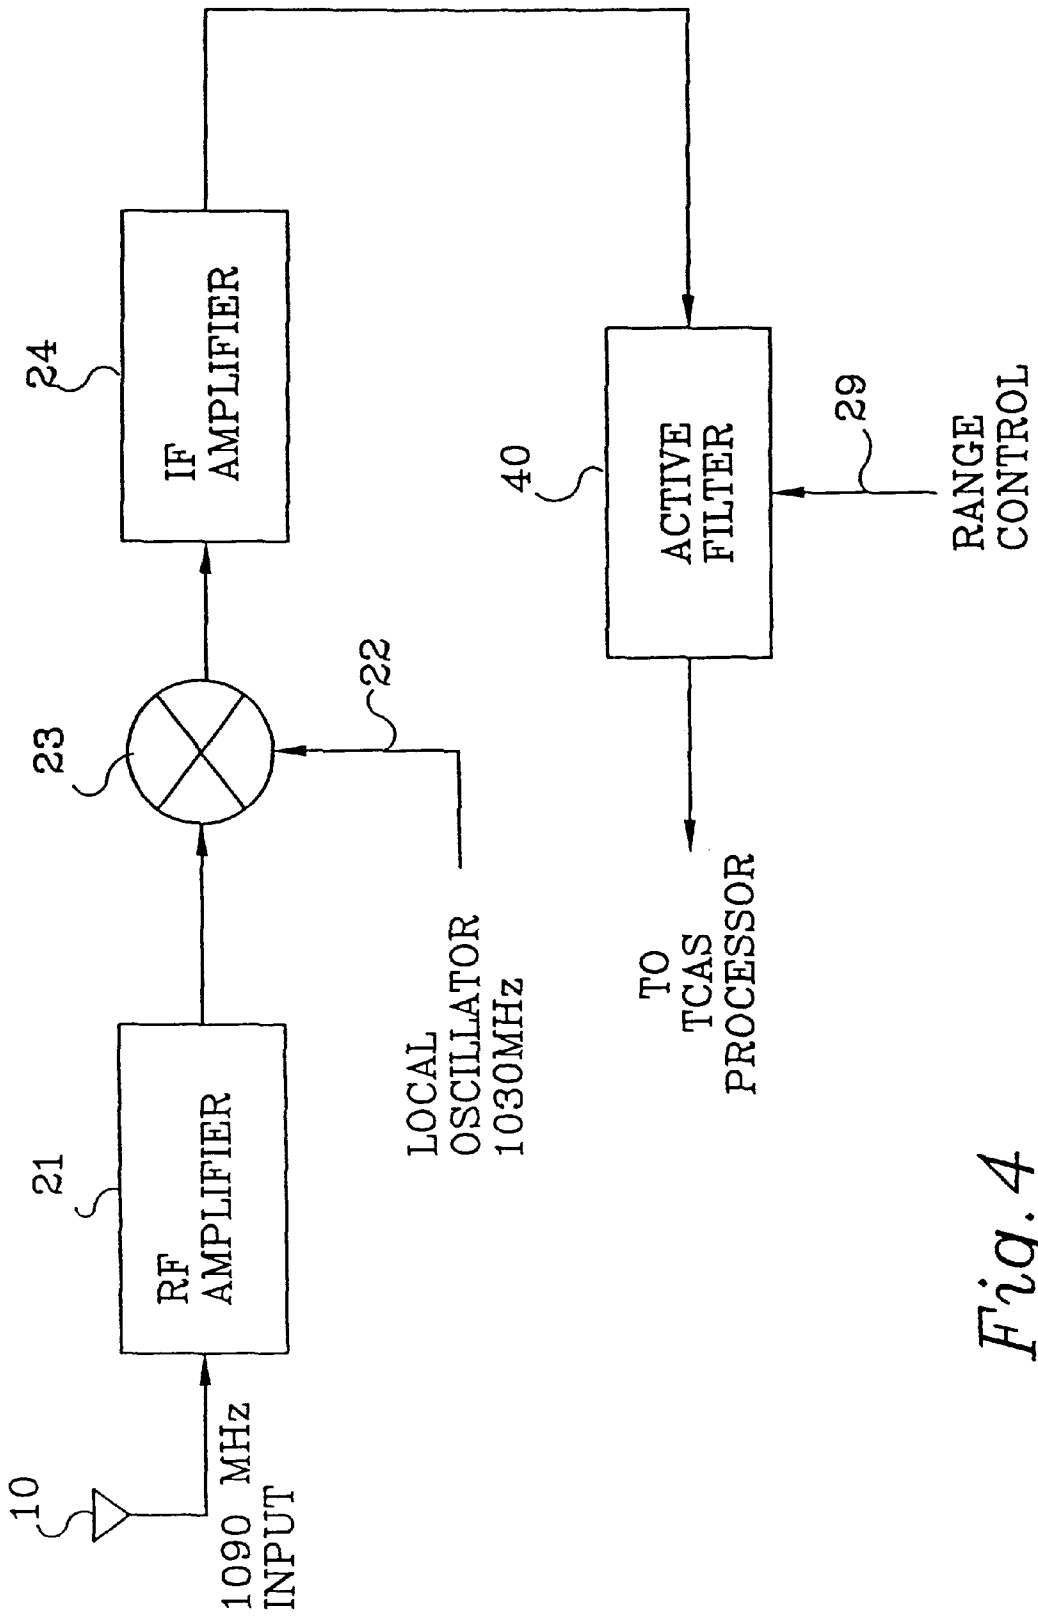 10
1090 MHz
INPUT
21
RF
AMPLIFIER
23
22
LOCAL
OSCILLATOR
1030MHz
24
IF
AMPLIFIER
40
ACTIVE
FILTER
29
RANGE
CONTROL
TO
TCAS
PROCESSOR
Fig. 4